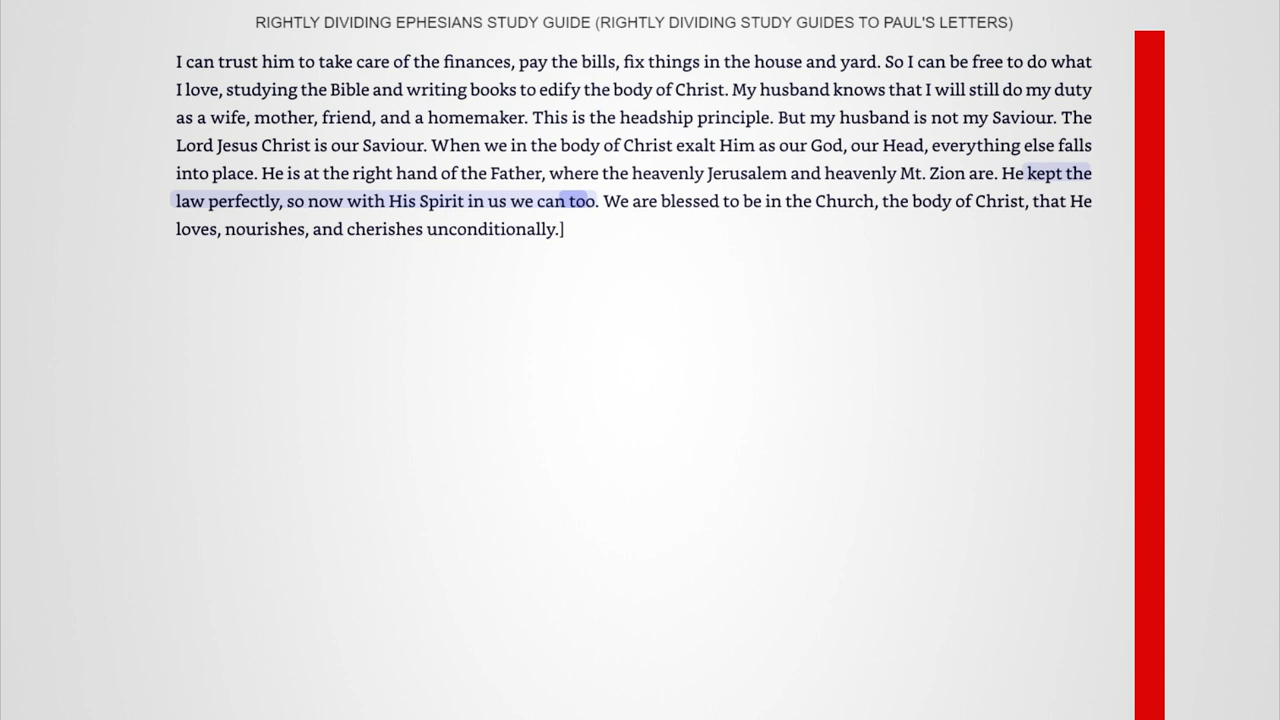 RIGHTLY DIVIDING EPHESIANS STUDY GUIDE (RIGHTLY DIVIDING STUDY GUIDES TO PAUL'S LETTERS)
I can trust him to take care of the finances, pay the bills, fix things in the house and yard. So I can be free to do what
I love, studying the Bible and writing books to edify the body of Christ. My husband knows that I will still do my duty
as a wife, mother, friend, and a homemaker. This is the headship principle. But my husband is not my Saviour. The
Lord Jesus Christ is our Saviour. When we in the body of Christ exalt Him as our God, our Head, everything else falls
into place. He is at the right hand of the Father, where the heavenly Jerusalem and heavenly Mt. Zion are. He kept the
law perfectly, so now with His Spirit in us we can too. We are blessed to be in the Church, the body of Christ, that He
loves, nourishes, and cherishes unconditionally.]